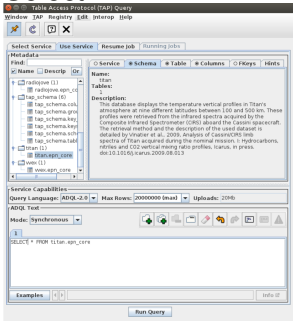 Table Access Protocol (TAP) Query
Window TAP Registry Edit Interop Help
Select Service Use Service Resume Job Running Jobs
Metadata
Find:
Name Descrip Or
Service Schema Table Columns FKeys Hints
radiojove (1)
radiojove.epn_co
tap_schema (6)
tap_schema.colu
tap_schema.grou
tap_schema.key_
tap_schema.keys
tap_schema.sche
tap_schema.tabl
titan (1)
titan.epn_core
wex (1)
wex.epn_core
Name:
titan
Tables:
1
Description:
This database displays the temperature vertical profiles in Titan's
atmosphere at nine different latitudes between 100 and 500 km. These
profiles were retrieved from the infrared spectra acquired by the
Composite Infrared Spectrometer (CIRS) aboard the Cassini spacecraft.
The retrieval method and the description of the used dataset is
detailed by Vinatier et al., 2009, Analysis of Cassini/CIRS limb
spectra of Titan acquired during the nominal mission. I: Hydrocarbons,
nitriles and CO2 vertical mixing ratio profiles, Icarus, in press.
doi:10.1016/j.icarus.2009.08.013
Service Capabilities
Query Language: ADQL-2.0 Max Rows: 20000000 (max) Uploads: 20Mb
ADQL Text
Mode: Synchronous
1
SELECT * FROM titan.epn_core
Examples Info
Run Query